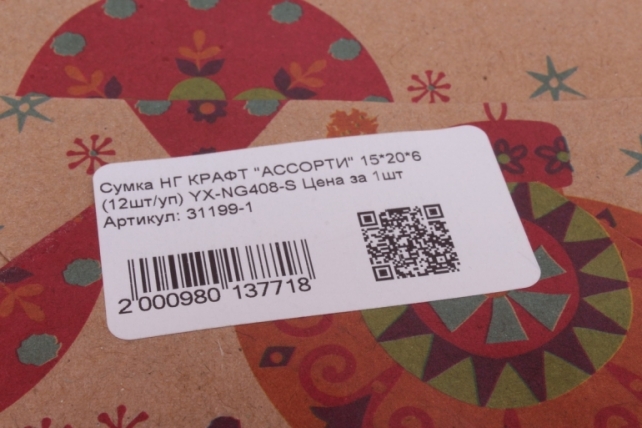 Сумка НГ КРАФТ "АССОРТИ" 15*20*6
(12шт/уп) YX-NG408-S Цена за 1шт
Артикул: 31199-1
2 000980 137718